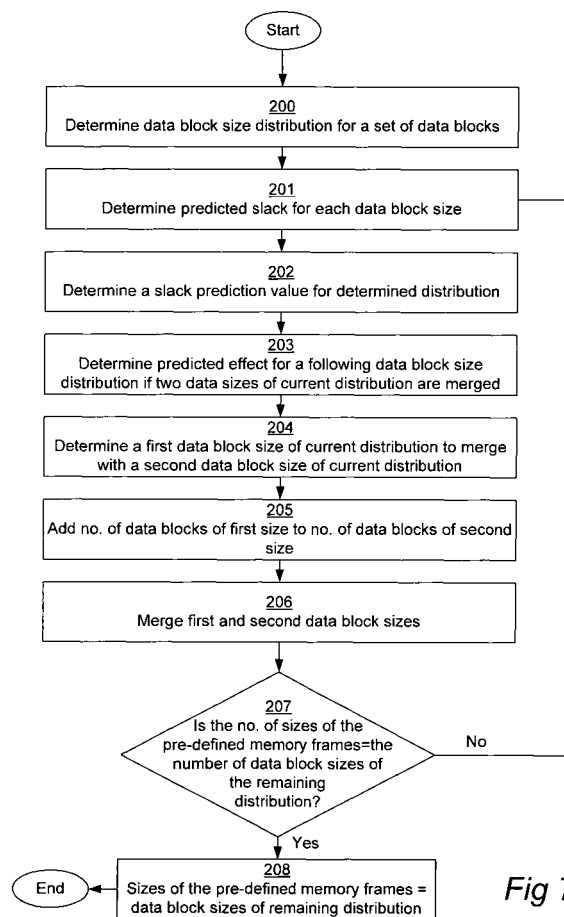 Start
200
Determine data block size distribution for a set of data blocks
201
Determine predicted slack for each data block size
202
Determine a slack prediction value for determined distribution
203
Determine predicted effect for a following data block size
distribution if two data sizes of current distribution are merged
204
Determine a first data block size of current distribution to merge
with a second data block size of current distribution
205
Add no. of data blocks of first size to no. of data blocks of second
size
206
Merge first and second data block sizes
207
Is the no. of sizes of the
pre-defined memory frames=the
number of data block sizes of
the remaining
distribution?
No
Yes
208
Sizes of the pre-defined memory frames =
data block sizes of remaining distribution
End
Fig 7